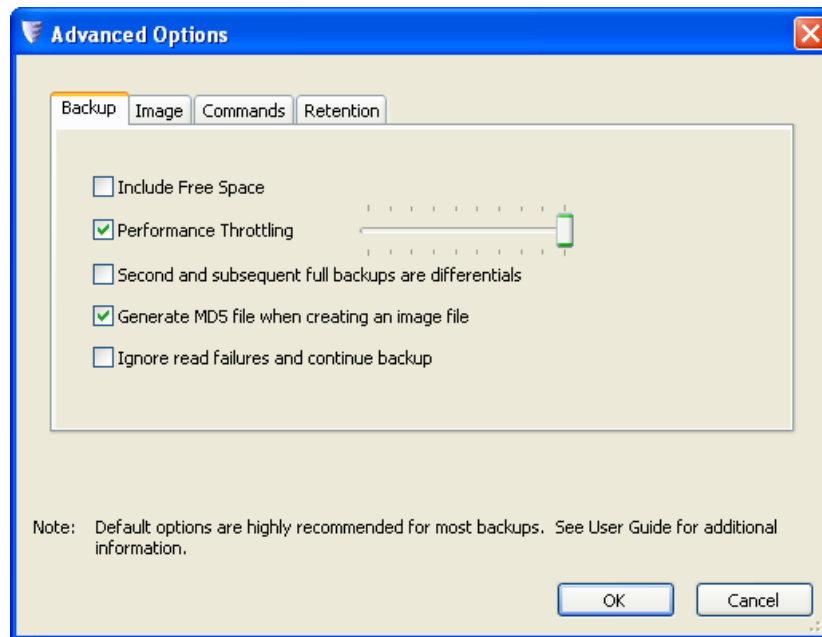 Advanced Options
Backup Image Commands Retention
Include Free Space
Performance Throttling
Second and subsequent full backups are differentials
Generate MD5 file when creating an image file
Ignore read failures and continue backup
Note: Default options are highly recommended for most backups. See User Guide for additional
information.
OK Cancel